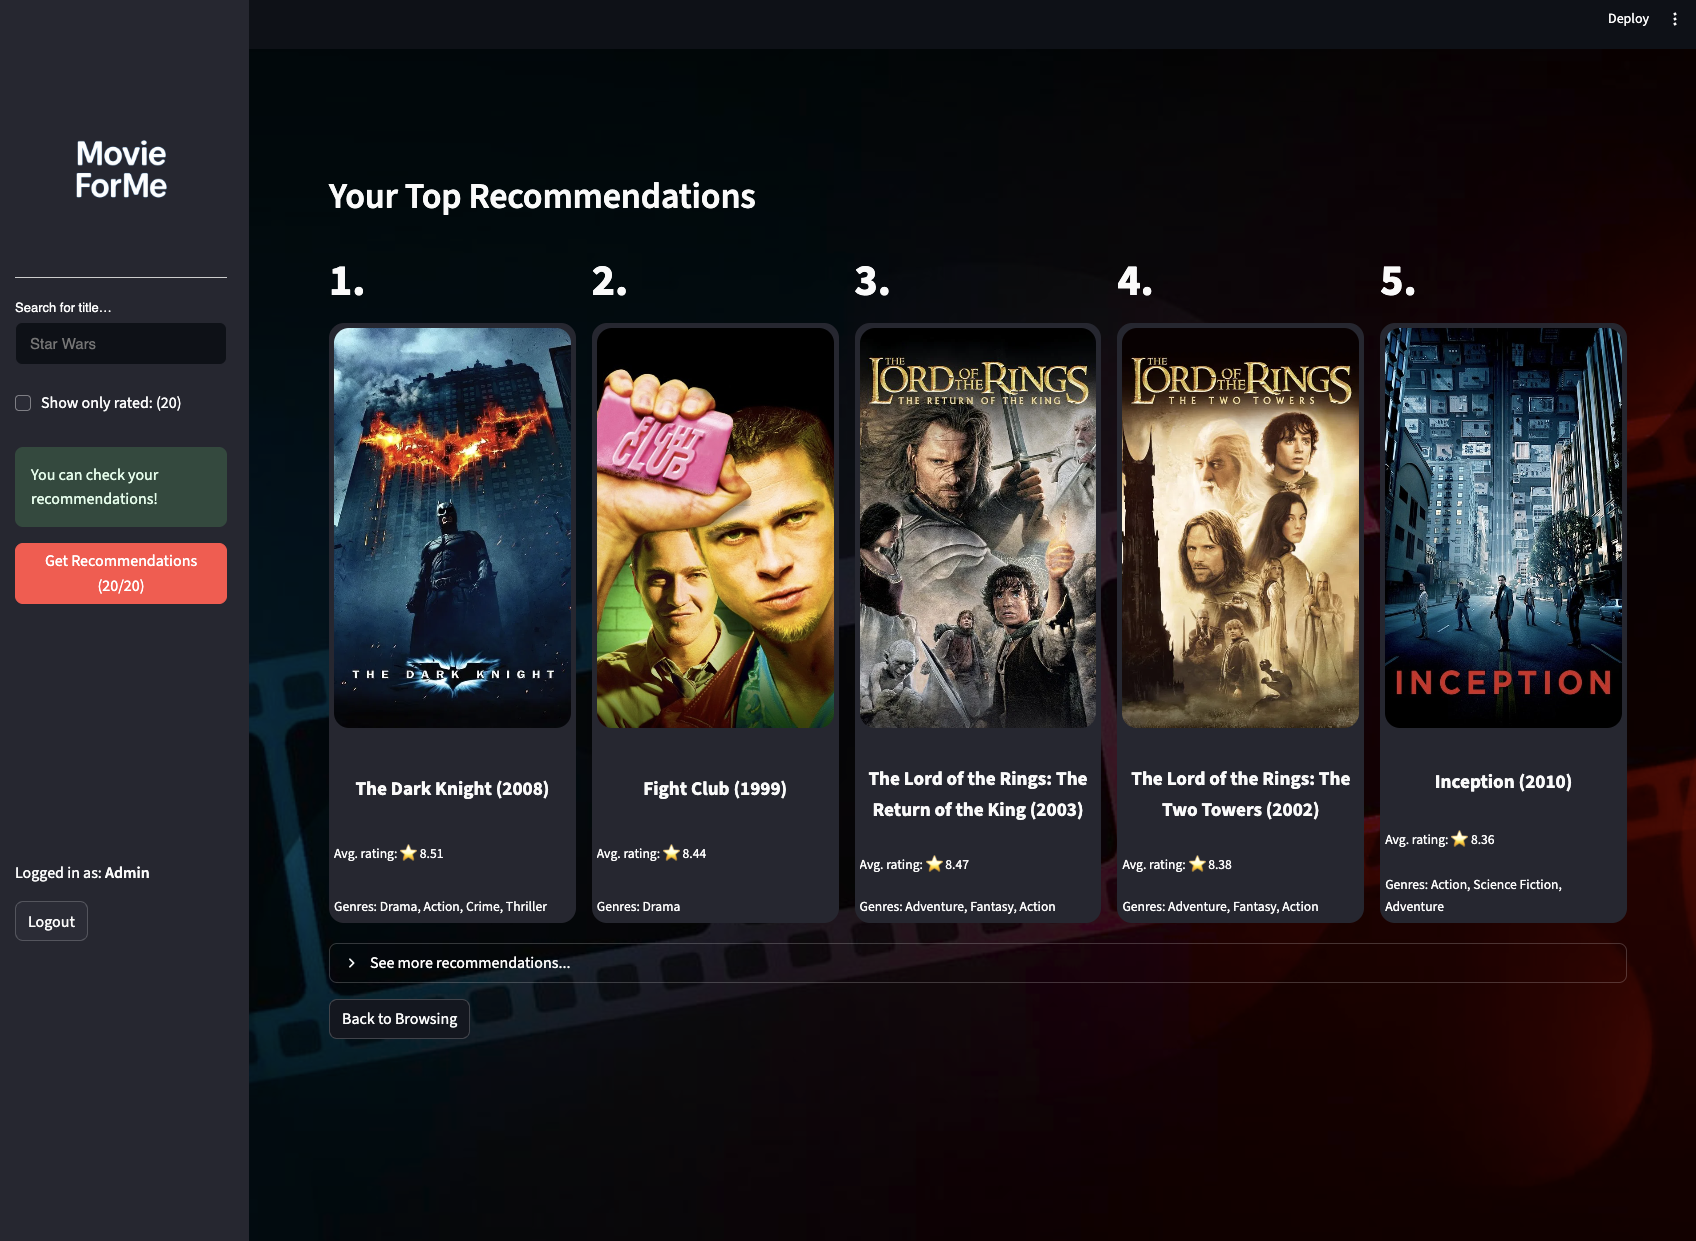 Deploy
Movie
ForMe
Search for title...
Star Wars
Show only rated: (20)
You can check your
recommendations!
Get Recommendations
(20/20)
Logged in as: Admin
Logout
Your Top Recommendations
1.
THE DARK KNIGHT
The Dark Knight (2008)
Avg. rating: ⭐ 8.51
Genres: Drama, Action, Crime, Thriller
2.
FIGHT
CLUB
Fight Club (1999)
Avg. rating: ⭐ 8.44
Genres: Drama
3.
THE LORD OF THE RINGS
THE RETURN OF THE KING
The Lord of the Rings: The
Return of the King (2003)
Avg. rating: ⭐ 8.47
Genres: Adventure, Fantasy, Action
4.
THE LORD OF THE RINGS
THE TWO TOWERS
The Lord of the Rings: The
Two Towers (2002)
Avg. rating: ⭐ 8.38
Genres: Adventure, Fantasy, Action
5.
INCEPTION
Inception (2010)
Avg. rating: ⭐ 8.36
Genres: Action, Science Fiction,
Adventure
See more recommendations...
Back to Browsing